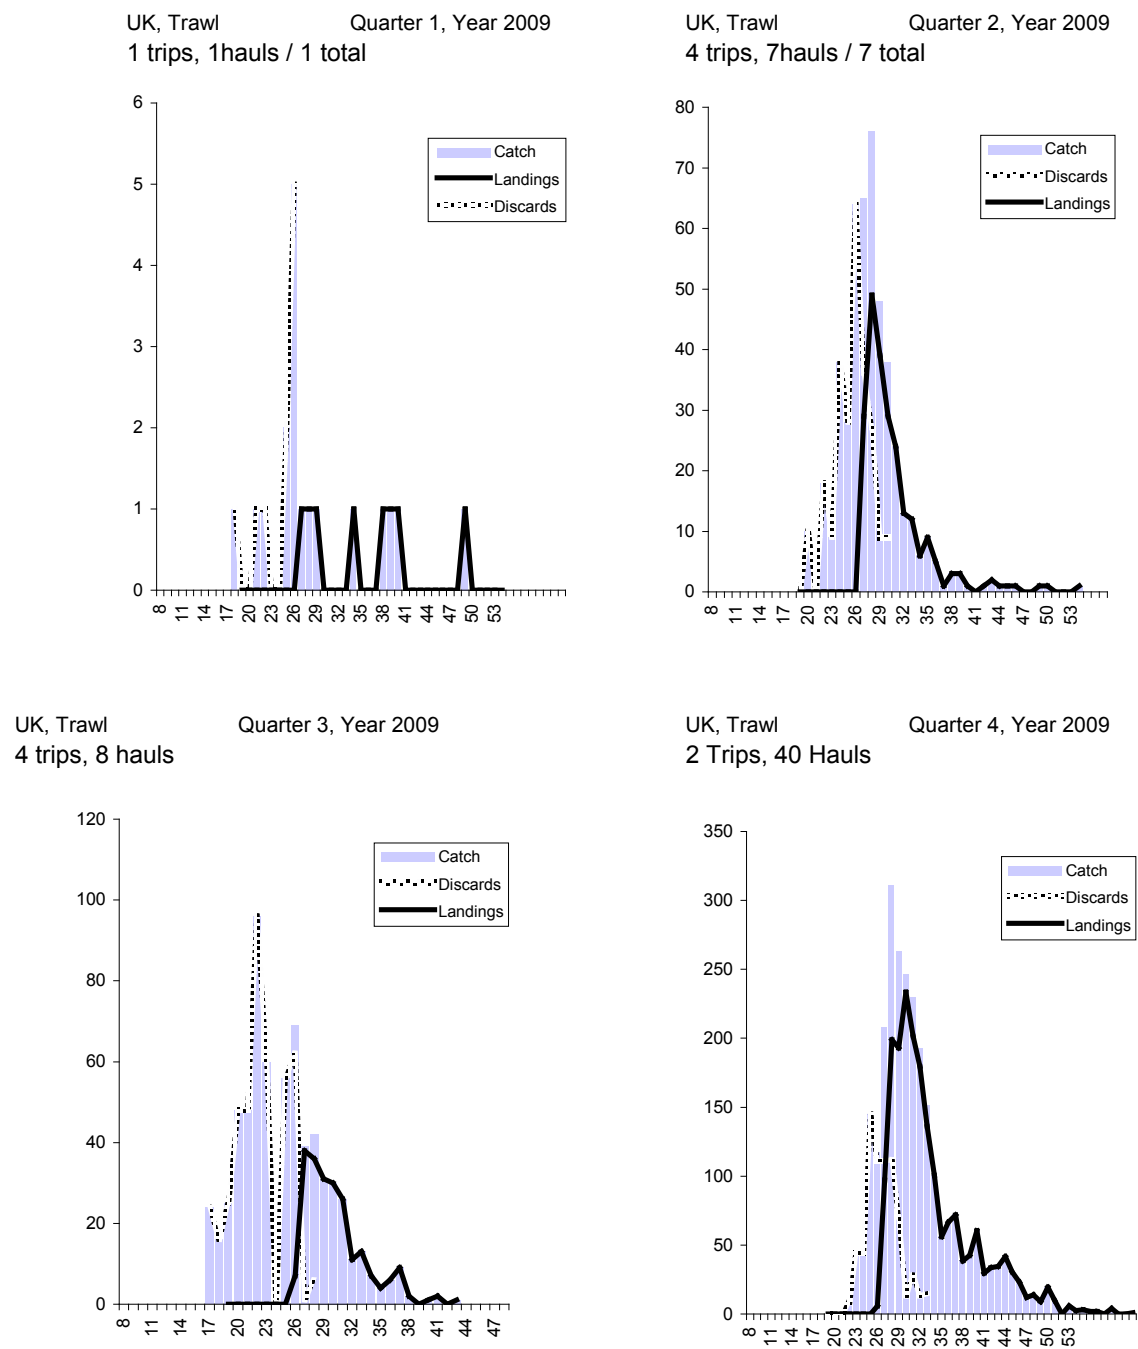 UK, Trawl Quarter 1, Year 2009
1 trips, 1hauls / 1 total
6
5
4
3
2
1
0
Catch
Landings
Discards
8 11 14 17 20 23 26 29 32 35 38 41 44 47 50 53
UK, Trawl Quarter 2, Year 2009
4 trips, 7hauls / 7 total
80
70
60
50
40
30
20
10
0
Catch
Discards
Landings
8 11 14 17 20 23 26 29 32 35 38 41 44 47 50 53
UK, Trawl Quarter 3, Year 2009
4 trips, 8 hauls
120
100
80
60
40
20
0
Catch
Discards
Landings
8 11 14 17 20 23 26 29 32 35 38 41 44 47
UK, Trawl Quarter 4, Year 2009
2 Trips, 40 Hauls
350
300
250
200
150
100
50
0
Catch
Discards
Landings
8 11 14 17 20 23 26 29 32 35 38 41 44 47 50 53